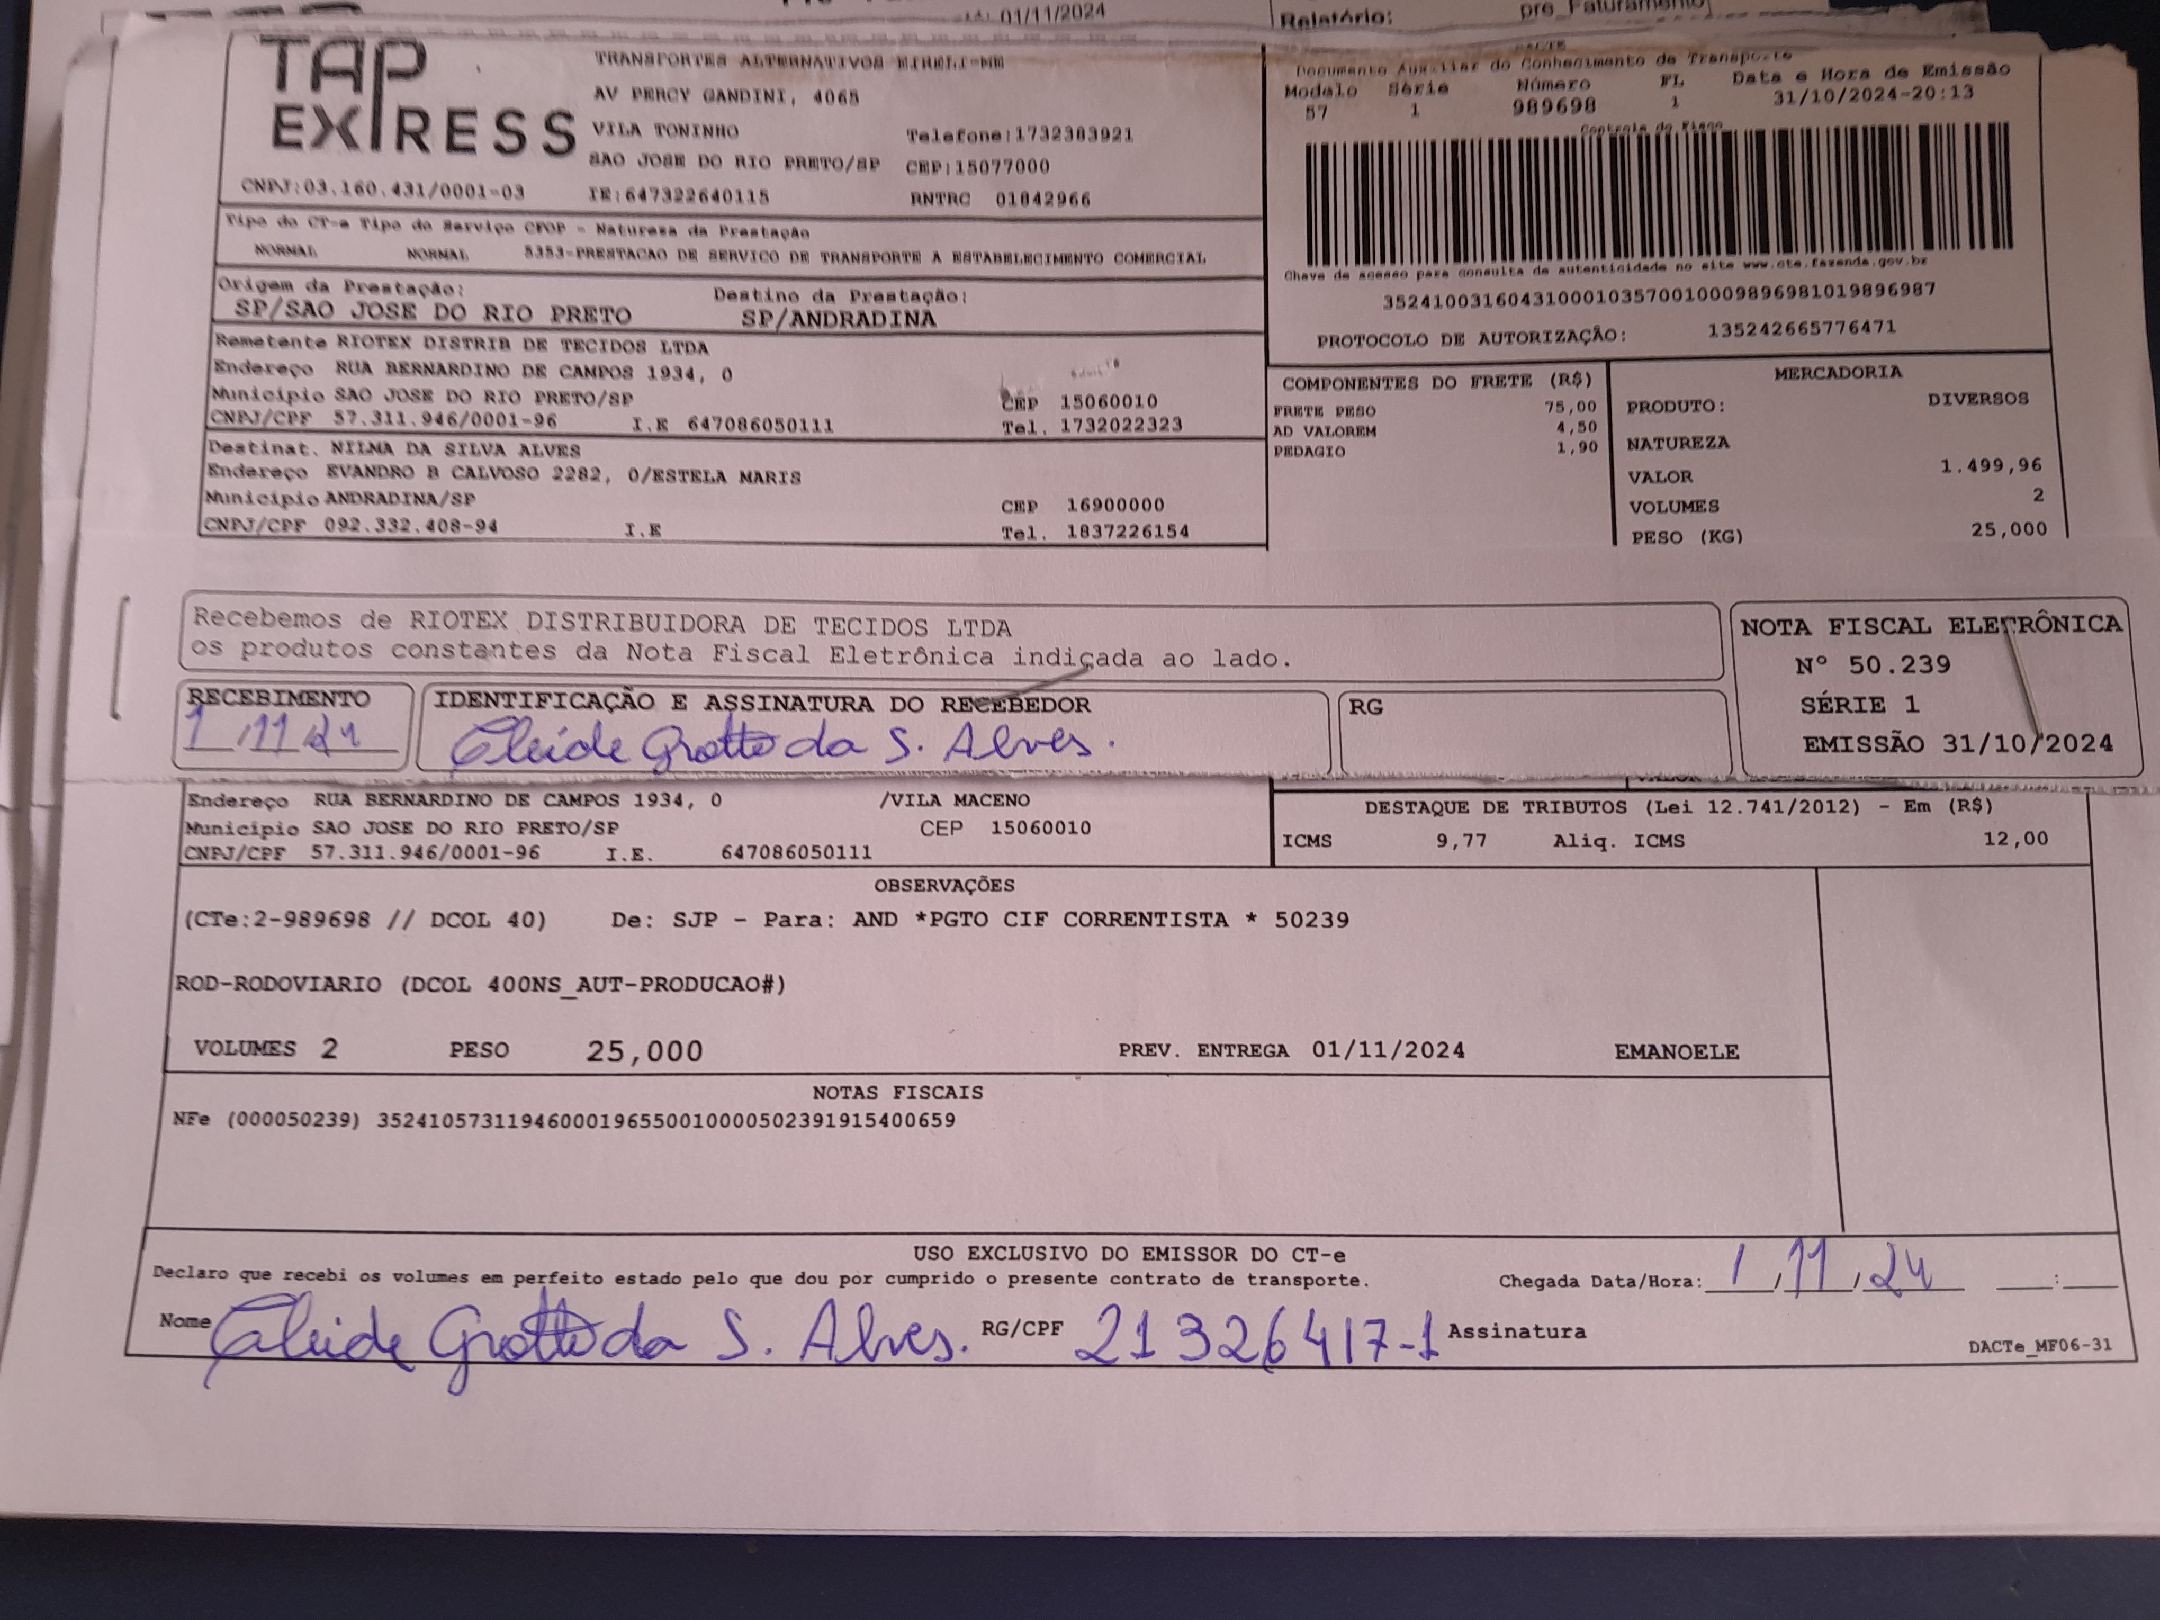 01/11/2024
Relatório:
pre_Faturamento
TAP EXPRESS
TRANSPORTES ALTERNATIVOS EIRELI-ME
AV PERCY GANDINI, 4065
VILA TONINHO Telefone:1732383921
SAO JOSE DO RIO PRETO/SP CEP:15077000
CNPJ:03.160.431/0001-03 IE:647322640115 RNTRC 01842966
DACTE
Documento Auxiliar do Conhecimento de Transporte
Modelo Série Número FL Data e Hora de Emissão
57 1 989698 1 31/10/2024-20:13
Controle do Fisco
Chave de acesso para consulta de autenticidade no site www.cte.fazenda.gov.br
35241003160431000103570010009896981019896987
PROTOCOLO DE AUTORIZAÇÃO: 135242665776471
Tipo do CT-e Tipo do Serviço CFOP - Natureza da Prestação
NORMAL NORMAL 5353-PRESTACAO DE SERVICO DE TRANSPORTE A ESTABELECIMENTO COMERCIAL
Origem da Prestação: Destino da Prestação:
SP/SAO JOSE DO RIO PRETO SP/ANDRADINA
Remetente RIOTEX DISTRIB DE TECIDOS LTDA
Endereço RUA BERNARDINO DE CAMPOS 1934, 0
Município SAO JOSE DO RIO PRETO/SP CEP 15060010
CNPJ/CPF 57.311.946/0001-96 I.E 647086050111 Tel. 1732022323
Destinat. NILMA DA SILVA ALVES
Endereço EVANDRO B CALVOSO 2282, 0/ESTELA MARIS
Município ANDRADINA/SP CEP 16900000
CNPJ/CPF 092.332.408-94 I.E Tel. 1837226154
COMPONENTES DO FRETE (R$)
FRETE PESO 75,00
AD VALOREM 4,50
PEDAGIO 1,90
MERCADORIA
PRODUTO: DIVERSOS
NATUREZA
VALOR 1.499,96
VOLUMES 2
PESO (KG) 25,000
Recebemos de RIOTEX DISTRIBUIDORA DE TECIDOS LTDA
os produtos constantes da Nota Fiscal Eletrônica indicada ao lado.
NOTA FISCAL ELETRÔNICA
Nº 50.239
SÉRIE 1
EMISSÃO 31/10/2024
RECEBIMENTO
1 /11/24
IDENTIFICAÇÃO E ASSINATURA DO RECEBEDOR
Cleide Grotto da S. Alves.
RG
Endereço RUA BERNARDINO DE CAMPOS 1934, 0 /VILA MACENO
Município SAO JOSE DO RIO PRETO/SP CEP 15060010
CNPJ/CPF 57.311.946/0001-96 I.E. 647086050111
DESTAQUE DE TRIBUTOS (Lei 12.741/2012) - Em (R$)
ICMS 9,77 Aliq. ICMS 12,00
OBSERVAÇÕES
(CTe:2-989698 // DCOL 40) De: SJP - Para: AND *PGTO CIF CORRENTISTA * 50239
ROD-RODOVIARIO (DCOL 400NS_AUT-PRODUCAO#)
VOLUMES 2 PESO 25,000 PREV. ENTREGA 01/11/2024 EMANOELE
NOTAS FISCAIS
NFe (000050239) 35241057311946000196550010000502391915400659
USO EXCLUSIVO DO EMISSOR DO CT-e
Declaro que recebi os volumes em perfeito estado pelo que dou por cumprido o presente contrato de transporte. Chegada Data/Hora: 1 / 11 / 24 ___:___
Nome Cleide Grotto da S. Alves. RG/CPF 21326417-1 Assinatura
DACTe_MF06-31